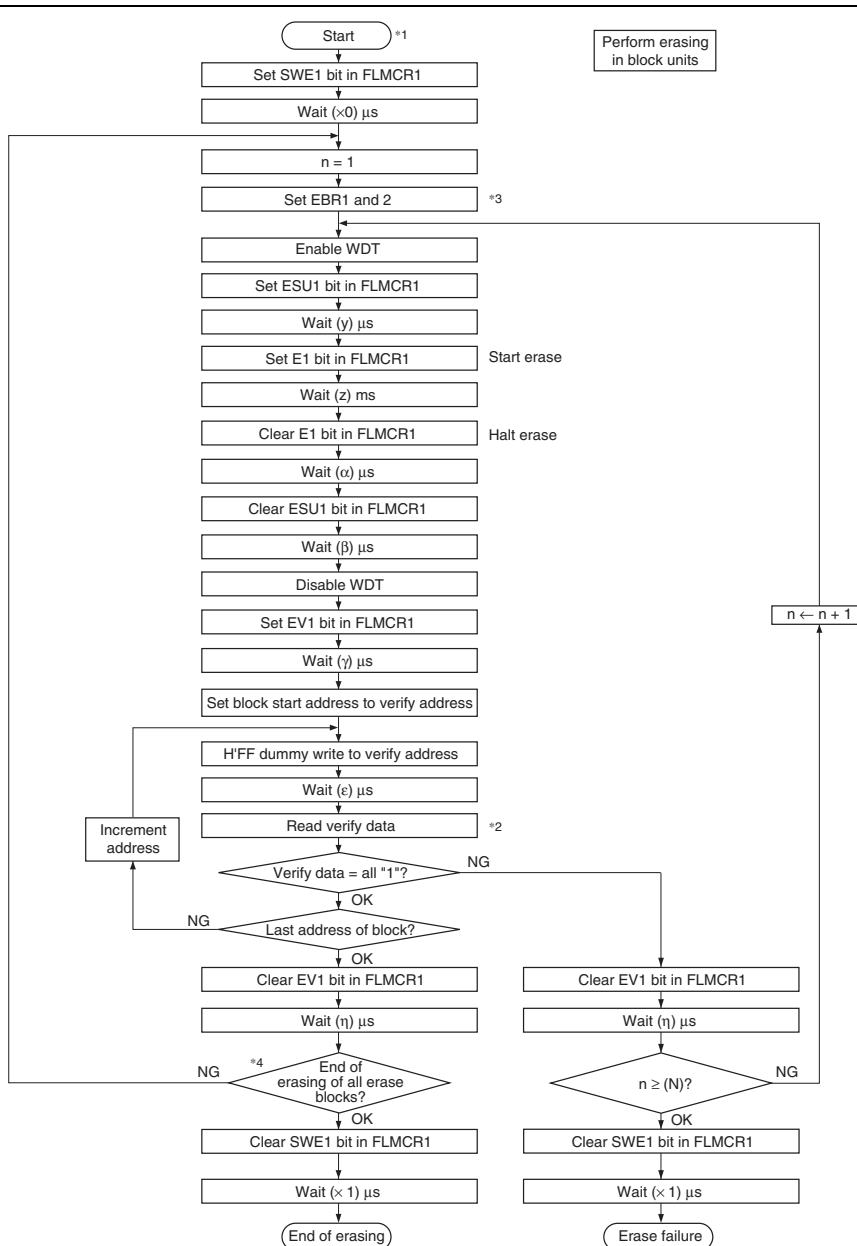 Start
*1
Perform erasing
in block units
Set SWE1 bit in FLMCR1
Wait (×0) μs
n = 1
Set EBR1 and 2
*3
Enable WDT
Set ESU1 bit in FLMCR1
Wait (y) μs
Set E1 bit in FLMCR1
Start erase
Wait (z) ms
Clear E1 bit in FLMCR1
Halt erase
Wait (α) μs
Clear ESU1 bit in FLMCR1
Wait (β) μs
Disable WDT
Set EV1 bit in FLMCR1
n ← n + 1
Wait (γ) μs
Set block start address to verify address
H'FF dummy write to verify address
Wait (ε) μs
Increment
address
Read verify data
*2
Verify data = all "1"?
NG
OK
NG
Last address of block?
OK
Clear EV1 bit in FLMCR1
Clear EV1 bit in FLMCR1
Wait (η) μs
Wait (η) μs
*4
NG
End of
erasing of all erase
blocks?
n ≥ (N)?
NG
OK
OK
Clear SWE1 bit in FLMCR1
Clear SWE1 bit in FLMCR1
Wait (× 1) μs
Wait (× 1) μs
End of erasing
Erase failure